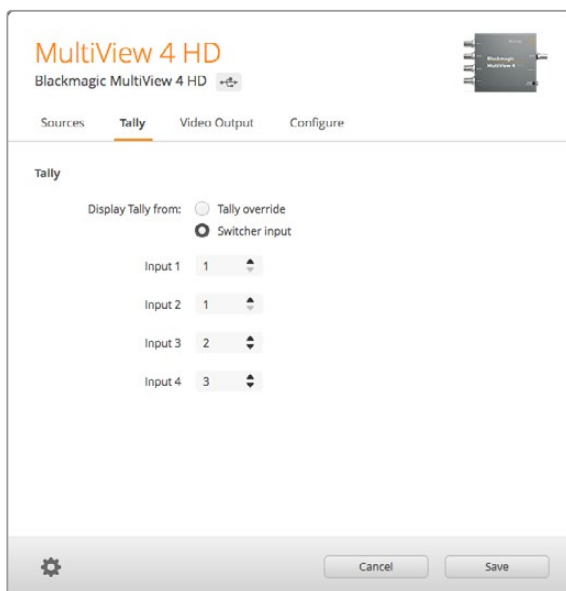 MultiView 4 HD
Blackmagic MultiView 4 HD
Sources Tally Video Output Configure
Tally
Display Tally from: Tally override
Switcher input
Input 1 1
Input 2 1
Input 3 2
Input 4 3
Cancel Save